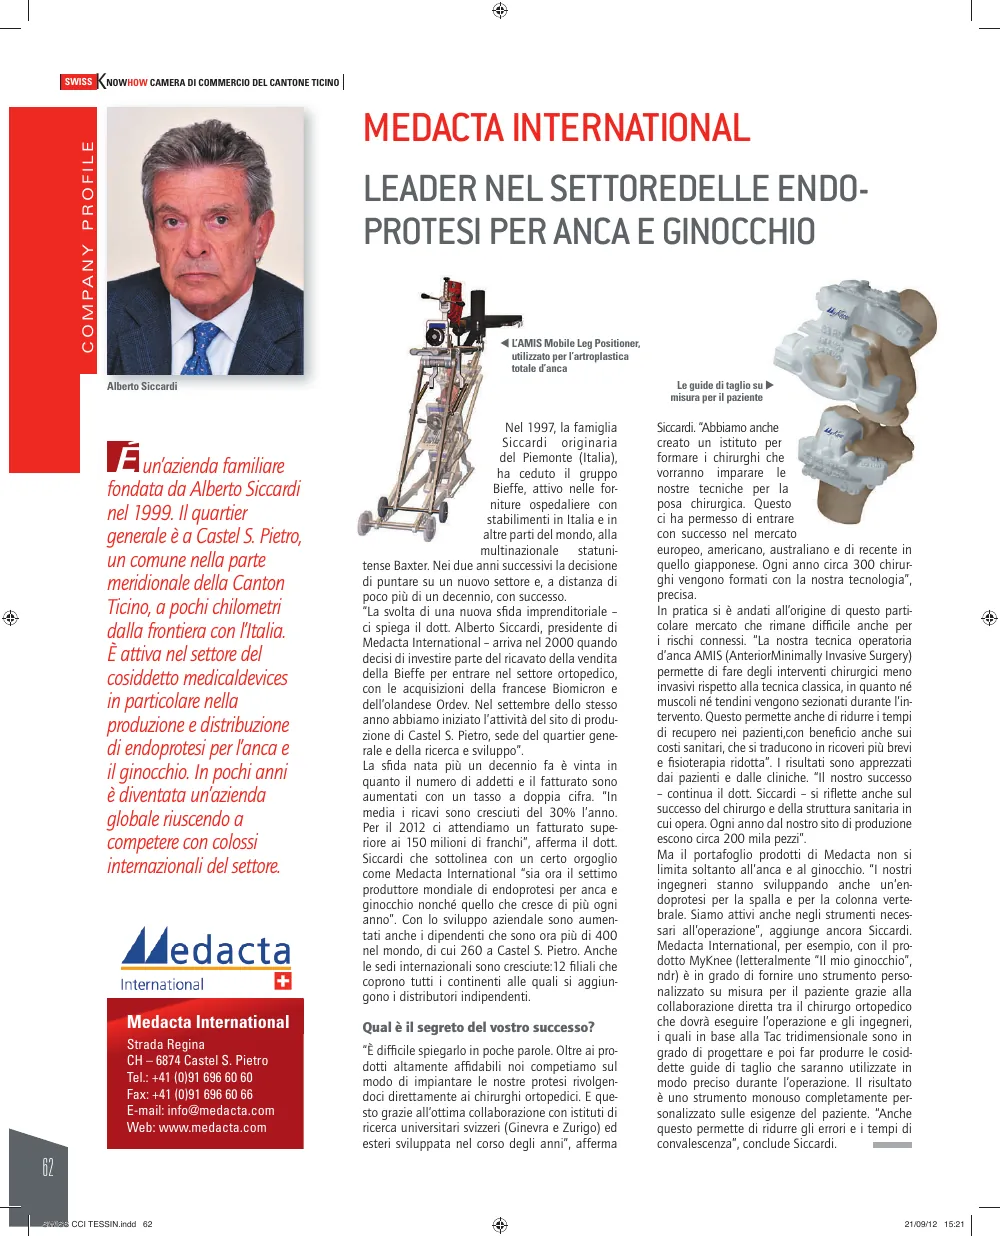 SWISS KNOWHOW CAMERA DI COMMERCIO DEL CANTONE TICINO
COMPANY PROFILE
Alberto Siccardi
MEDACTA INTERNATIONAL
LEADER NEL SETTOREDELLE ENDO-
PROTESI PER ANCA E GINOCCHIO
L’AMIS Mobile Leg Positioner,
utilizzato per l’artroplastica
totale d’anca
Le guide di taglio su
misura per il paziente
MyKnee
MyKnee
È un’azienda familiare
fondata da Alberto Siccardi
nel 1999. Il quartier
generale è a Castel S. Pietro,
un comune nella parte
meridionale della Canton
Ticino, a pochi chilometri
dalla frontiera con l’Italia.
È attiva nel settore del
cosiddetto medicaldevices
in particolare nella
produzione e distribuzione
di endoprotesi per l’anca e
il ginocchio. In pochi anni
è diventata un’azienda
globale riuscendo a
competere con colossi
internazionali del settore.
Medacta
International
Medacta International
Strada Regina
CH – 6874 Castel S. Pietro
Tel.: +41 (0)91 696 60 60
Fax: +41 (0)91 696 60 66
E-mail: info@medacta.com
Web: www.medacta.com
Nel 1997, la famiglia
Siccardi originaria
del Piemonte (Italia),
ha ceduto il gruppo
Bieffe, attivo nelle for-
niture ospedaliere con
stabilimenti in Italia e in
altre parti del mondo, alla
multinazionale statuni-
tense Baxter. Nei due anni successivi la decisione
di puntare su un nuovo settore e, a distanza di
poco più di un decennio, con successo.
“La svolta di una nuova sfida imprenditoriale –
ci spiega il dott. Alberto Siccardi, presidente di
Medacta International – arriva nel 2000 quando
decisi di investire parte del ricavato della vendita
della Bieffe per entrare nel settore ortopedico,
con le acquisizioni della francese Biomicron e
dell’olandese Ordev. Nel settembre dello stesso
anno abbiamo iniziato l’attività del sito di produ-
zione di Castel S. Pietro, sede del quartier gene-
rale e della ricerca e sviluppo”.
La sfida nata più un decennio fa è vinta in
quanto il numero di addetti e il fatturato sono
aumentati con un tasso a doppia cifra. “In
media i ricavi sono cresciuti del 30% l’anno.
Per il 2012 ci attendiamo un fatturato supe-
riore ai 150 milioni di franchi”, afferma il dott.
Siccardi che sottolinea con un certo orgoglio
come Medacta International “sia ora il settimo
produttore mondiale di endoprotesi per anca e
ginocchio nonché quello che cresce di più ogni
anno”. Con lo sviluppo aziendale sono aumen-
tati anche i dipendenti che sono ora più di 400
nel mondo, di cui 260 a Castel S. Pietro. Anche
le sedi internazionali sono cresciute:12 filiali che
coprono tutti i continenti alle quali si aggiun-
gono i distributori indipendenti.
Qual è il segreto del vostro successo?
“È difficile spiegarlo in poche parole. Oltre ai pro-
dotti altamente affidabili noi competiamo sul
modo di impiantare le nostre protesi rivolgen-
doci direttamente ai chirurghi ortopedici. E que-
sto grazie all’ottima collaborazione con istituti di
ricerca universitari svizzeri (Ginevra e Zurigo) ed
esteri sviluppata nel corso degli anni”, afferma
Siccardi. “Abbiamo anche
creato un istituto per
formare i chirurghi che
vorranno imparare le
nostre tecniche per la
posa chirurgica. Questo
ci ha permesso di entrare
con successo nel mercato
europeo, americano, australiano e di recente in
quello giapponese. Ogni anno circa 300 chirur-
ghi vengono formati con la nostra tecnologia”,
precisa.
In pratica si è andati all’origine di questo parti-
colare mercato che rimane difficile anche per
i rischi connessi. “La nostra tecnica operatoria
d’anca AMIS (AnteriorMinimally Invasive Surgery)
permette di fare degli interventi chirurgici meno
invasivi rispetto alla tecnica classica, in quanto né
muscoli né tendini vengono sezionati durante l’in-
tervento. Questo permette anche di ridurre i tempi
di recupero nei pazienti,con beneficio anche sui
costi sanitari, che si traducono in ricoveri più brevi
e fisioterapia ridotta”. I risultati sono apprezzati
dai pazienti e dalle cliniche. “Il nostro successo
– continua il dott. Siccardi – si riflette anche sul
successo del chirurgo e della struttura sanitaria in
cui opera. Ogni anno dal nostro sito di produzione
escono circa 200 mila pezzi”.
Ma il portafoglio prodotti di Medacta non si
limita soltanto all’anca e al ginocchio. “I nostri
ingegneri stanno sviluppando anche un’en-
doprotesi per la spalla e per la colonna verte-
brale. Siamo attivi anche negli strumenti neces-
sari all’operazione”, aggiunge ancora Siccardi.
Medacta International, per esempio, con il pro-
dotto MyKnee (letteralmente “Il mio ginocchio”,
ndr) è in grado di fornire uno strumento perso-
nalizzato su misura per il paziente grazie alla
collaborazione diretta tra il chirurgo ortopedico
che dovrà eseguire l’operazione e gli ingegneri,
i quali in base alla Tac tridimensionale sono in
grado di progettare e poi far produrre le cosid-
dette guide di taglio che saranno utilizzate in
modo preciso durante l’operazione. Il risultato
è uno strumento monouso completamente per-
sonalizzato sulle esigenze del paziente. “Anche
questo permette di ridurre gli errori e i tempi di
convalescenza”, conclude Siccardi.
62
CCI TESSIN.indd 62
21/09/12 15:21